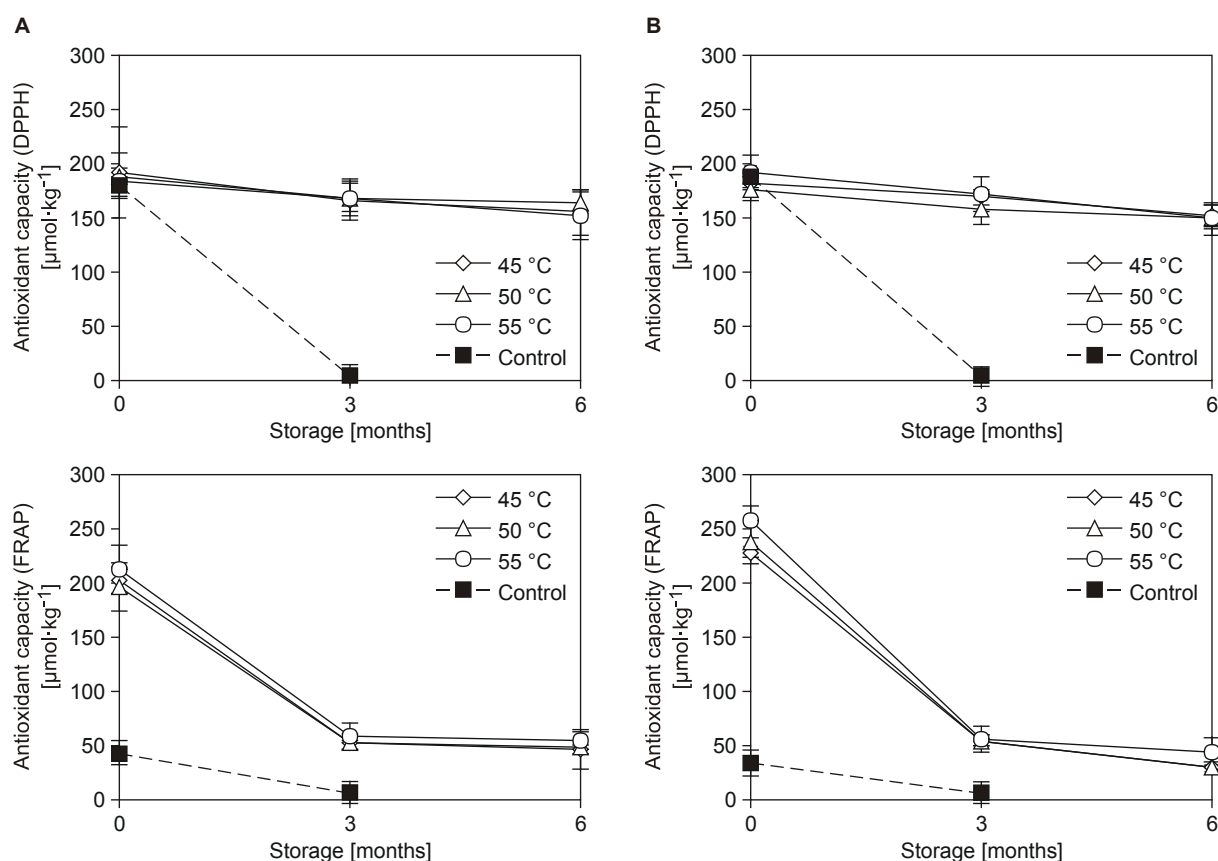 A
Antioxidant capacity (DPPH)
[µmol·kg⁻¹]
300
250
200
150
100
50
0
0
3
6
Storage [months]
45 °C
50 °C
55 °C
Control
B
Antioxidant capacity (DPPH)
[µmol·kg⁻¹]
300
250
200
150
100
50
0
0
3
6
Storage [months]
45 °C
50 °C
55 °C
Control
Antioxidant capacity (FRAP)
[µmol·kg⁻¹]
300
250
200
150
100
50
0
0
3
6
Storage [months]
45 °C
50 °C
55 °C
Control
Antioxidant capacity (FRAP)
[µmol·kg⁻¹]
300
250
200
150
100
50
0
0
3
6
Storage [months]
45 °C
50 °C
55 °C
Control